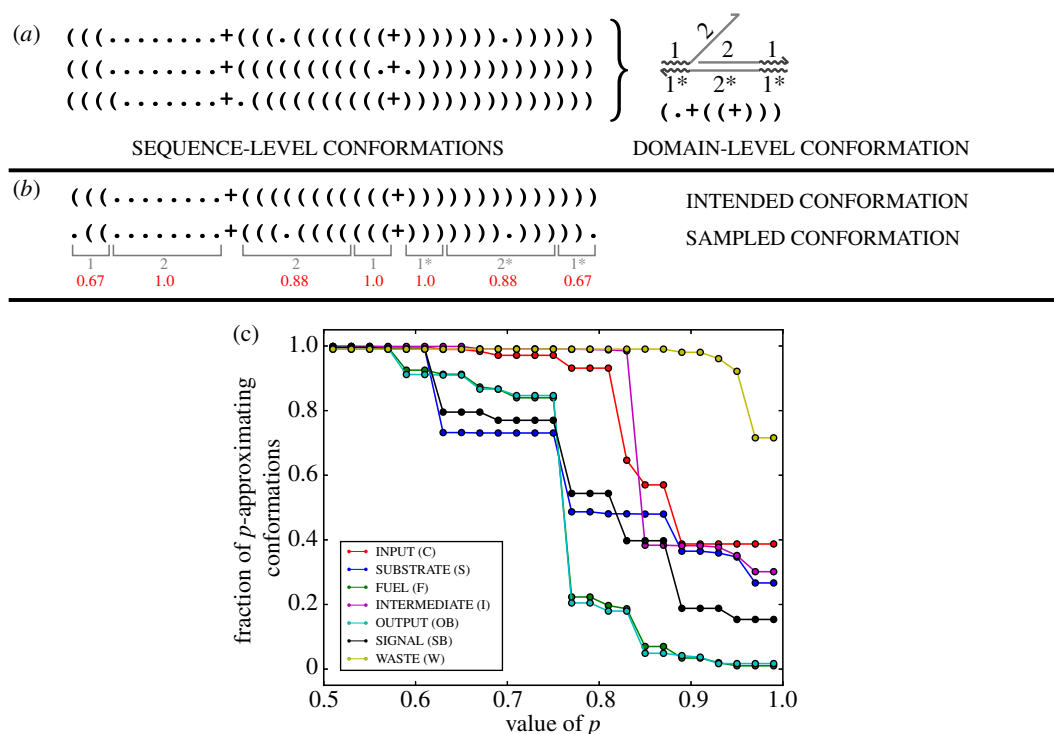 (a)
(((........+(((.(((((((+))))))).))))))
(((........+((((((((((.+.)))))))))))))
((((.......+.((((((((((+))))))))))))))
2
1 2 1
1* 2* 1*
(.+((+)))
SEQUENCE-LEVEL CONFORMATIONS DOMAIN-LEVEL CONFORMATION
(b)
(((........+(((((((((((+)))))))))))))) INTENDED CONFORMATION
.((........+(((.(((((((+))))))).))))). SAMPLED CONFORMATION
1 2 2 1 1* 2* 1*
0.67 1.0 0.88 1.0 1.0 0.88 0.67
(c)
1.0
0.8
0.6
0.4
0.2
0
fraction of p-approximating
conformations
INPUT (C)
SUBSTRATE (S)
FUEL (F)
INTERMEDIATE (I)
OUTPUT (OB)
SIGNAL (SB)
WASTE (W)
0.5 0.6 0.7 0.8 0.9 1.0
value of p